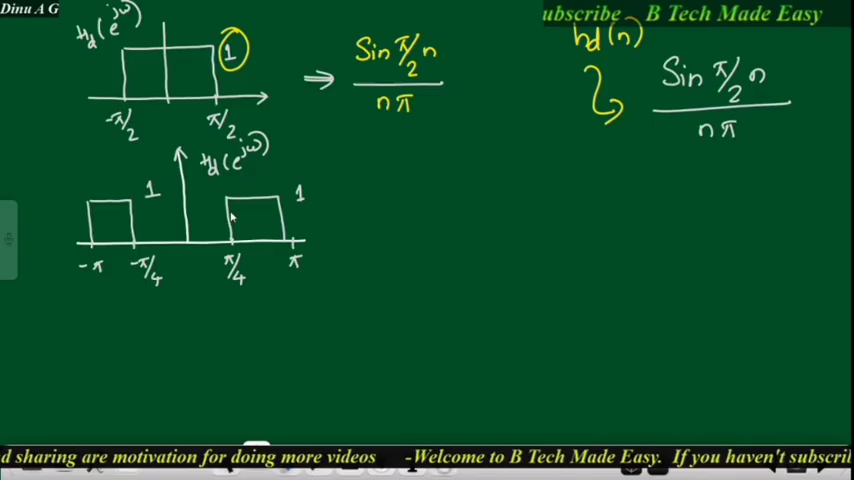 Dinu A G
ubscribe - B Tech Made Easy
Hd(e^jω)
1
-π/2
π/2
⇒
Sin π/2 n
nπ
hd(n)
Sin π/2 n
nπ
Hd(e^jω)
1
1
-π
-π/4
π/4
π
d sharing are motivation for doing more videos
-Welcome to B Tech Made Easy. If you haven't subscri